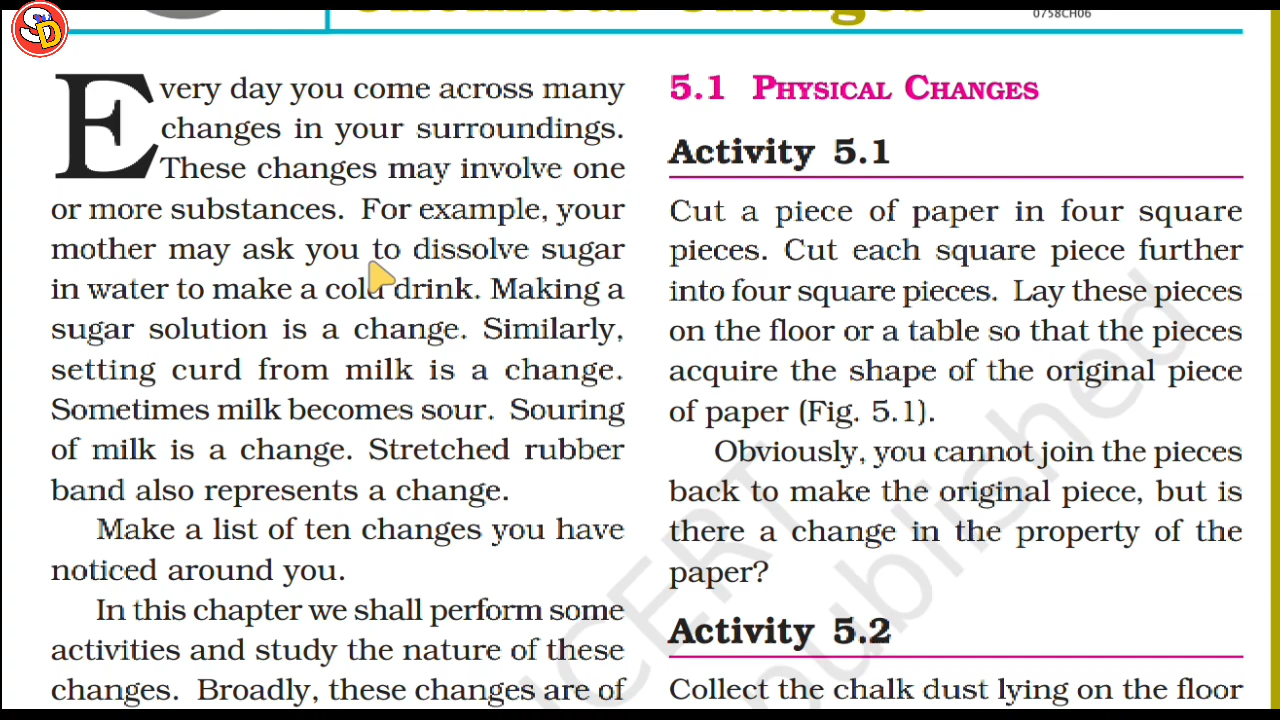 SD
Chemical Changes
0758CH06
Every day you come across many
changes in your surroundings.
These changes may involve one
or more substances. For example, your
mother may ask you to dissolve sugar
in water to make a cold drink. Making a
sugar solution is a change. Similarly,
setting curd from milk is a change.
Sometimes milk becomes sour. Souring
of milk is a change. Stretched rubber
band also represents a change.
Make a list of ten changes you have
noticed around you.
In this chapter we shall perform some
activities and study the nature of these
changes. Broadly, these changes are of
5.1 PHYSICAL CHANGES
Activity 5.1
Cut a piece of paper in four square
pieces. Cut each square piece further
into four square pieces. Lay these pieces
on the floor or a table so that the pieces
acquire the shape of the original piece
of paper (Fig. 5.1).
Obviously, you cannot join the pieces
back to make the original piece, but is
there a change in the property of the
paper?
Activity 5.2
Collect the chalk dust lying on the floor
NCERT
published